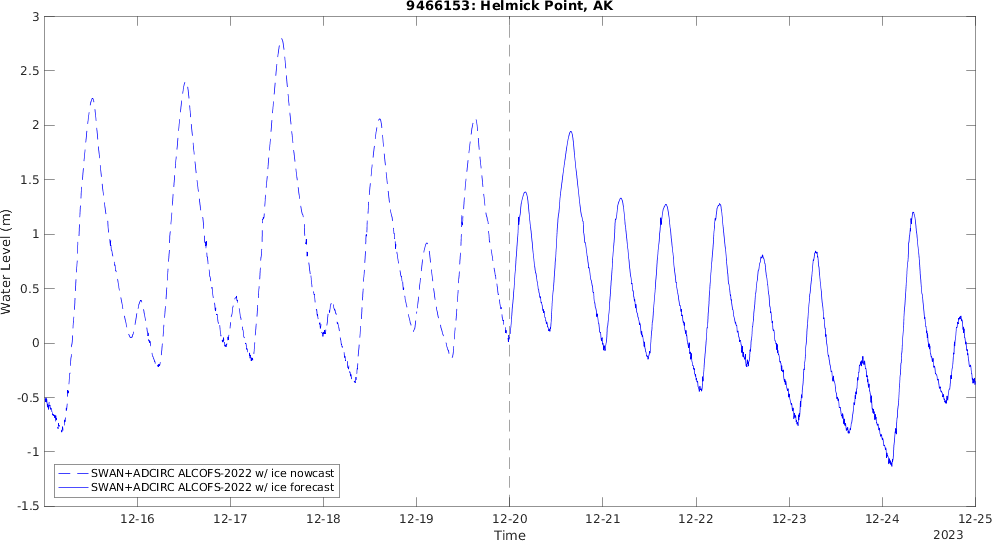 9466153: Helmick Point, AK
3
2.5
2
1.5
1
0.5
0
-0.5
-1
-1.5
Water Level (m)
SWAN+ADCIRC ALCOFS-2022 w/ ice nowcast
SWAN+ADCIRC ALCOFS-2022 w/ ice forecast
12-16 12-17 12-18 12-19 12-20 12-21 12-22 12-23 12-24 12-25
Time
2023